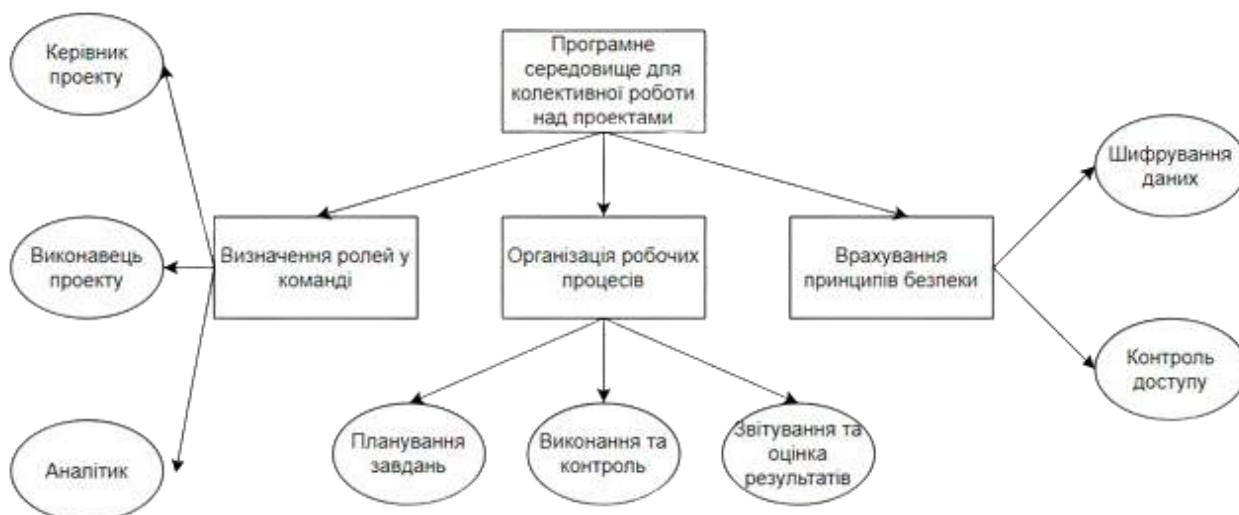 Керівник
проекту
Програмне
середовище для
колективної роботи
над проектами
Шифрування
даних
Виконавець
проекту
Визначення ролей у
команді
Організація робочих
процесів
Врахування
принципів безпеки
Контроль
доступу
Аналітик
Планування
завдань
Виконання та
контроль
Звітування та
оцінка
результатів